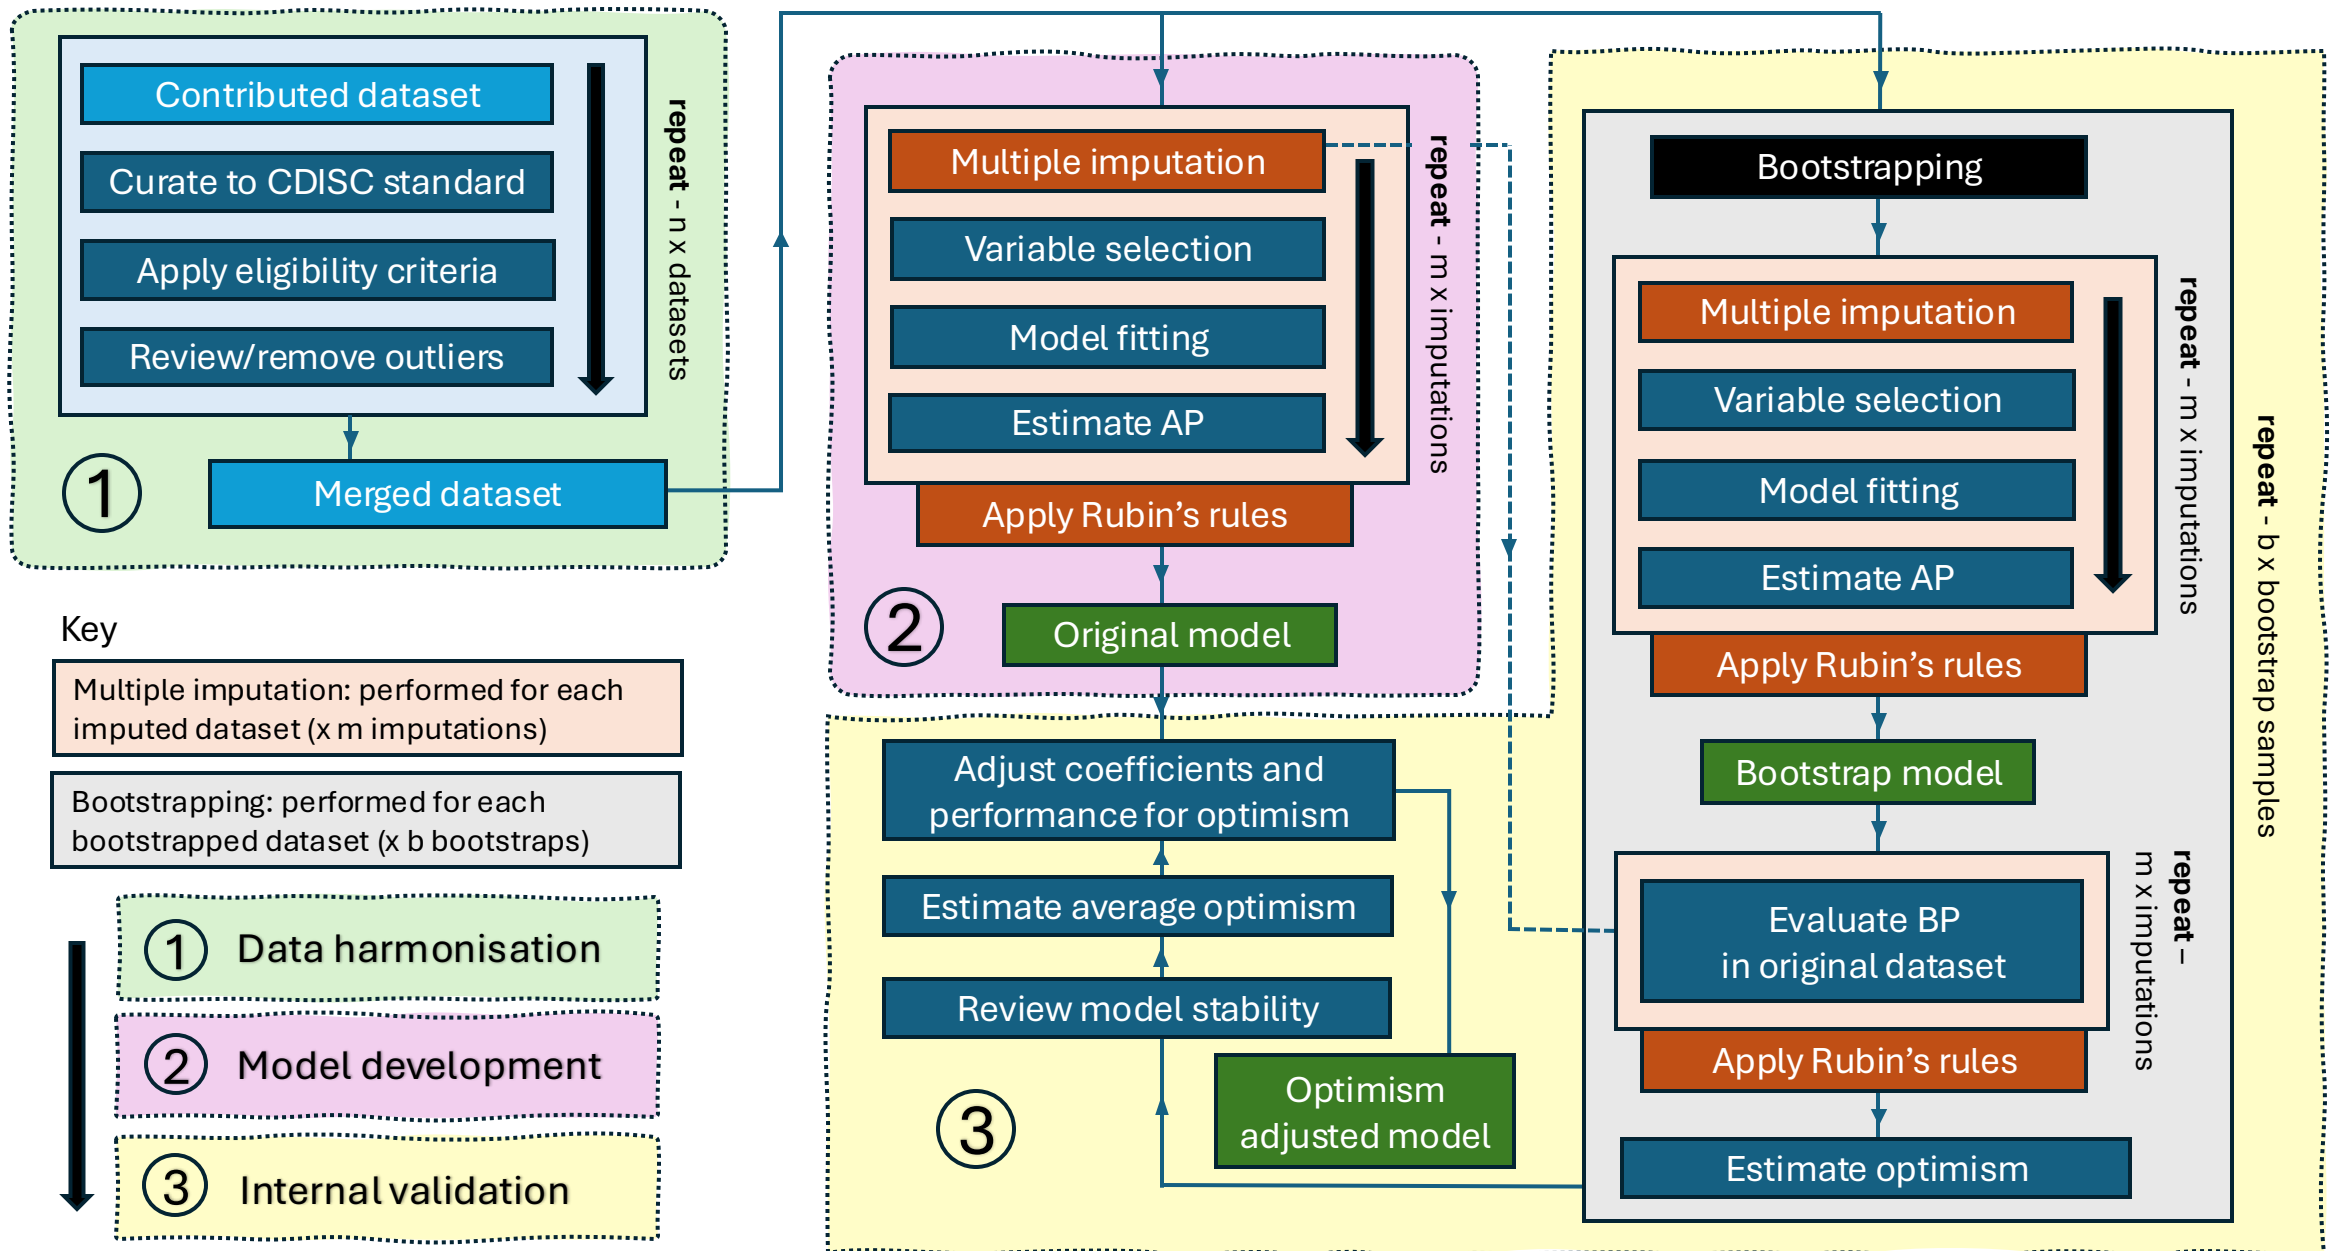 Contributed dataset
Curate to CDISC standard
Apply eligibility criteria
Review/remove outliers
repeat - n x datasets
1
Merged dataset
Key
Multiple imputation: performed for each
imputed dataset (x m imputations)
Bootstrapping: performed for each
bootstrapped dataset (x b bootstraps)
1 Data harmonisation
2 Model development
3 Internal validation
Multiple imputation
Variable selection
Model fitting
Estimate AP
repeat - m x imputations
Apply Rubin’s rules
2
Original model
Adjust coefficients and
performance for optimism
Estimate average optimism
Review model stability
3
Optimism
adjusted model
Bootstrapping
Multiple imputation
Variable selection
Model fitting
Estimate AP
repeat - m x imputations
Apply Rubin’s rules
Bootstrap model
Evaluate BP
in original dataset
repeat –
m x imputations
Apply Rubin’s rules
Estimate optimism
repeat - b x bootstrap samples